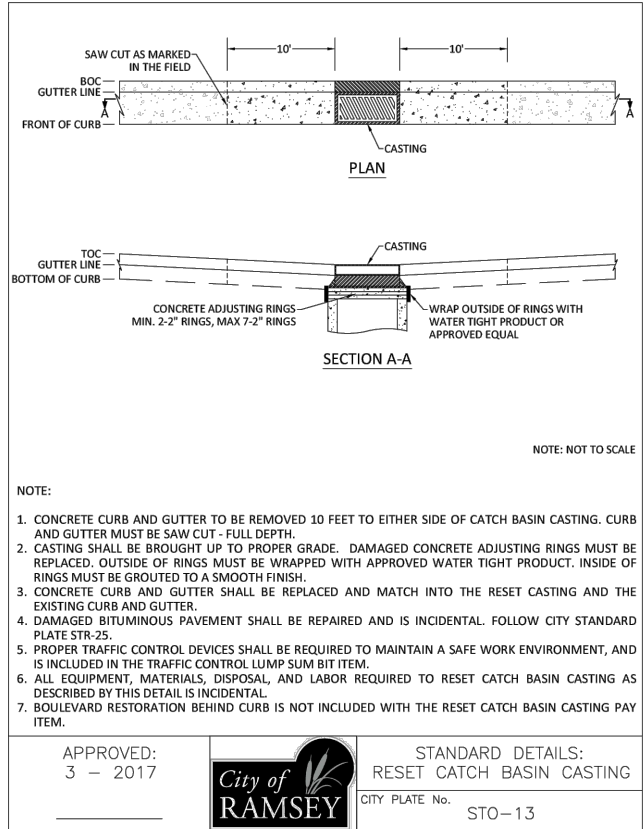 SAW CUT AS MARKED
IN THE FIELD
10'
10'
BOC
GUTTER LINE
A
A
FRONT OF CURB
CASTING
PLAN
TOC
GUTTER LINE
BOTTOM OF CURB
CASTING
CONCRETE ADJUSTING RINGS
MIN. 2-2" RINGS, MAX 7-2" RINGS
WRAP OUTSIDE OF RINGS WITH
WATER TIGHT PRODUCT OR
APPROVED EQUAL
SECTION A-A
NOTE: NOT TO SCALE
NOTE:
1. CONCRETE CURB AND GUTTER TO BE REMOVED 10 FEET TO EITHER SIDE OF CATCH BASIN CASTING. CURB
AND GUTTER MUST BE SAW CUT - FULL DEPTH.
2. CASTING SHALL BE BROUGHT UP TO PROPER GRADE. DAMAGED CONCRETE ADJUSTING RINGS MUST BE
REPLACED. OUTSIDE OF RINGS MUST BE WRAPPED WITH APPROVED WATER TIGHT PRODUCT. INSIDE OF
RINGS MUST BE GROUTED TO A SMOOTH FINISH.
3. CONCRETE CURB AND GUTTER SHALL BE REPLACED AND MATCH INTO THE RESET CASTING AND THE
EXISTING CURB AND GUTTER.
4. DAMAGED BITUMINOUS PAVEMENT SHALL BE REPAIRED AND IS INCIDENTAL. FOLLOW CITY STANDARD
PLATE STR-25.
5. PROPER TRAFFIC CONTROL DEVICES SHALL BE REQUIRED TO MAINTAIN A SAFE WORK ENVIRONMENT, AND
IS INCLUDED IN THE TRAFFIC CONTROL LUMP SUM BIT ITEM.
6. ALL EQUIPMENT, MATERIALS, DISPOSAL, AND LABOR REQUIRED TO RESET CATCH BASIN CASTING AS
DESCRIBED BY THIS DETAIL IS INCIDENTAL.
7. BOULEVARD RESTORATION BEHIND CURB IS NOT INCLUDED WITH THE RESET CATCH BASIN CASTING PAY
ITEM.
APPROVED:
3 - 2017
City of
RAMSEY
STANDARD DETAILS:
RESET CATCH BASIN CASTING
CITY PLATE No.
STO-13